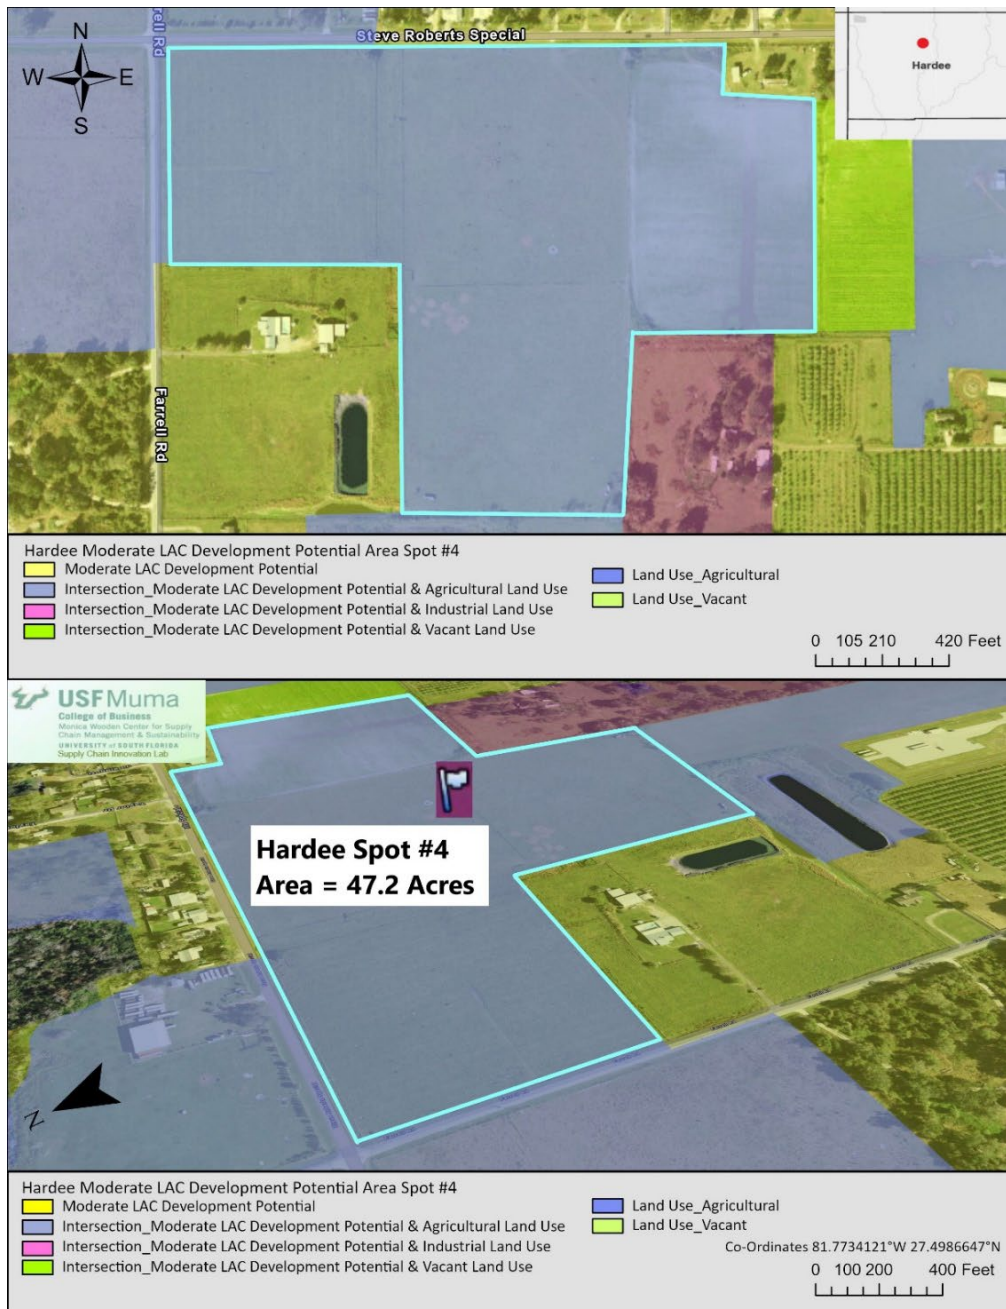 Steve Roberts Special
rrell Rd
N
W
E
S
Hardee
Farrell Rd
Hardee Moderate LAC Development Potential Area Spot #4
Moderate LAC Development Potential
Intersection_Moderate LAC Development Potential & Agricultural Land Use
Intersection_Moderate LAC Development Potential & Industrial Land Use
Intersection_Moderate LAC Development Potential & Vacant Land Use
Land Use_Agricultural
Land Use_Vacant
0 105 210 420 Feet
USF Muma
College of Business
Monica Wooden Center for Supply
Chain Management & Sustainability
UNIVERSITY of SOUTH FLORIDA
Supply Chain Innovation Lab
Hardee Spot #4
Area = 47.2 Acres
N
Hardee Moderate LAC Development Potential Area Spot #4
Moderate LAC Development Potential
Intersection_Moderate LAC Development Potential & Agricultural Land Use
Intersection_Moderate LAC Development Potential & Industrial Land Use
Intersection_Moderate LAC Development Potential & Vacant Land Use
Land Use_Agricultural
Land Use_Vacant
Co-Ordinates 81.7734121°W 27.4986647°N
0 100 200 400 Feet